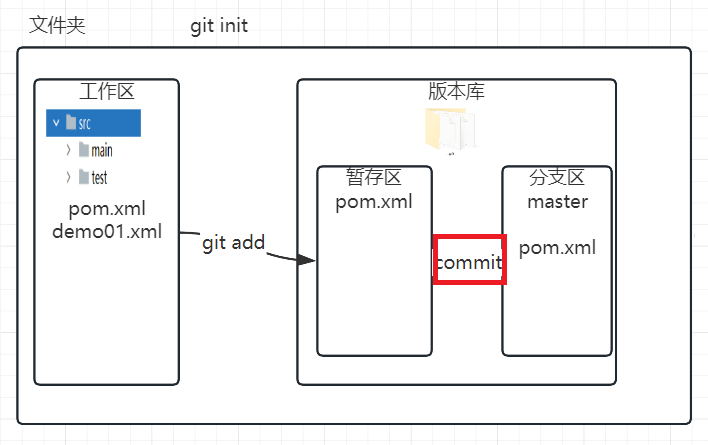 文件夹
git init
工作区
src
main
test
pom.xml
demo01.xml
git add
版本库
暂存区
pom.xml
commit
分支区
master
pom.xml